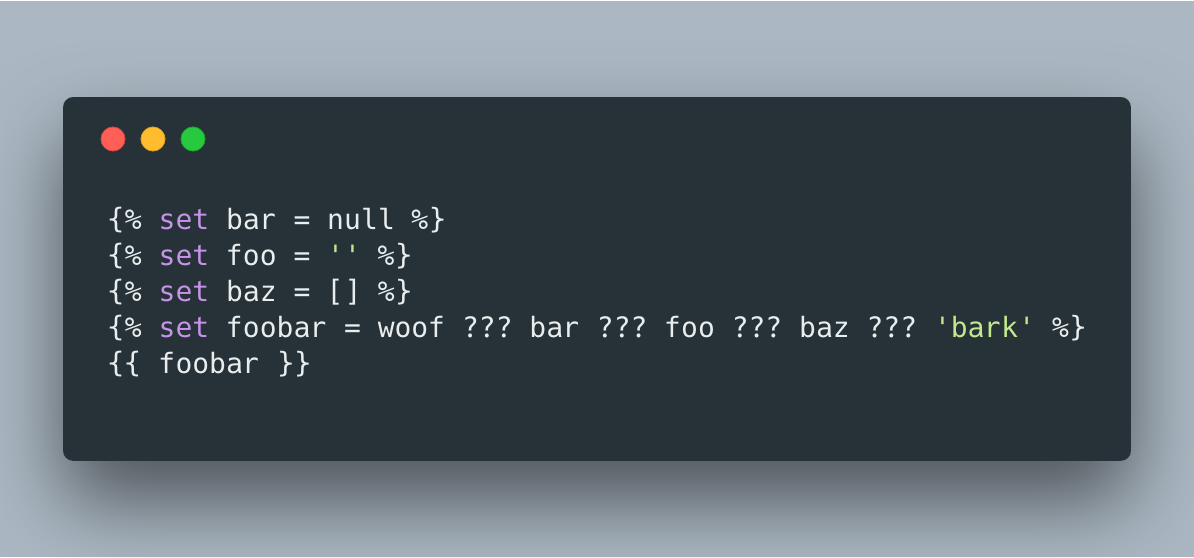 {% set bar = null %}
{% set foo = '' %}
{% set baz = [] %}
{% set foobar = woof ??? bar ??? foo ??? baz ??? 'bark' %}
{{ foobar }}